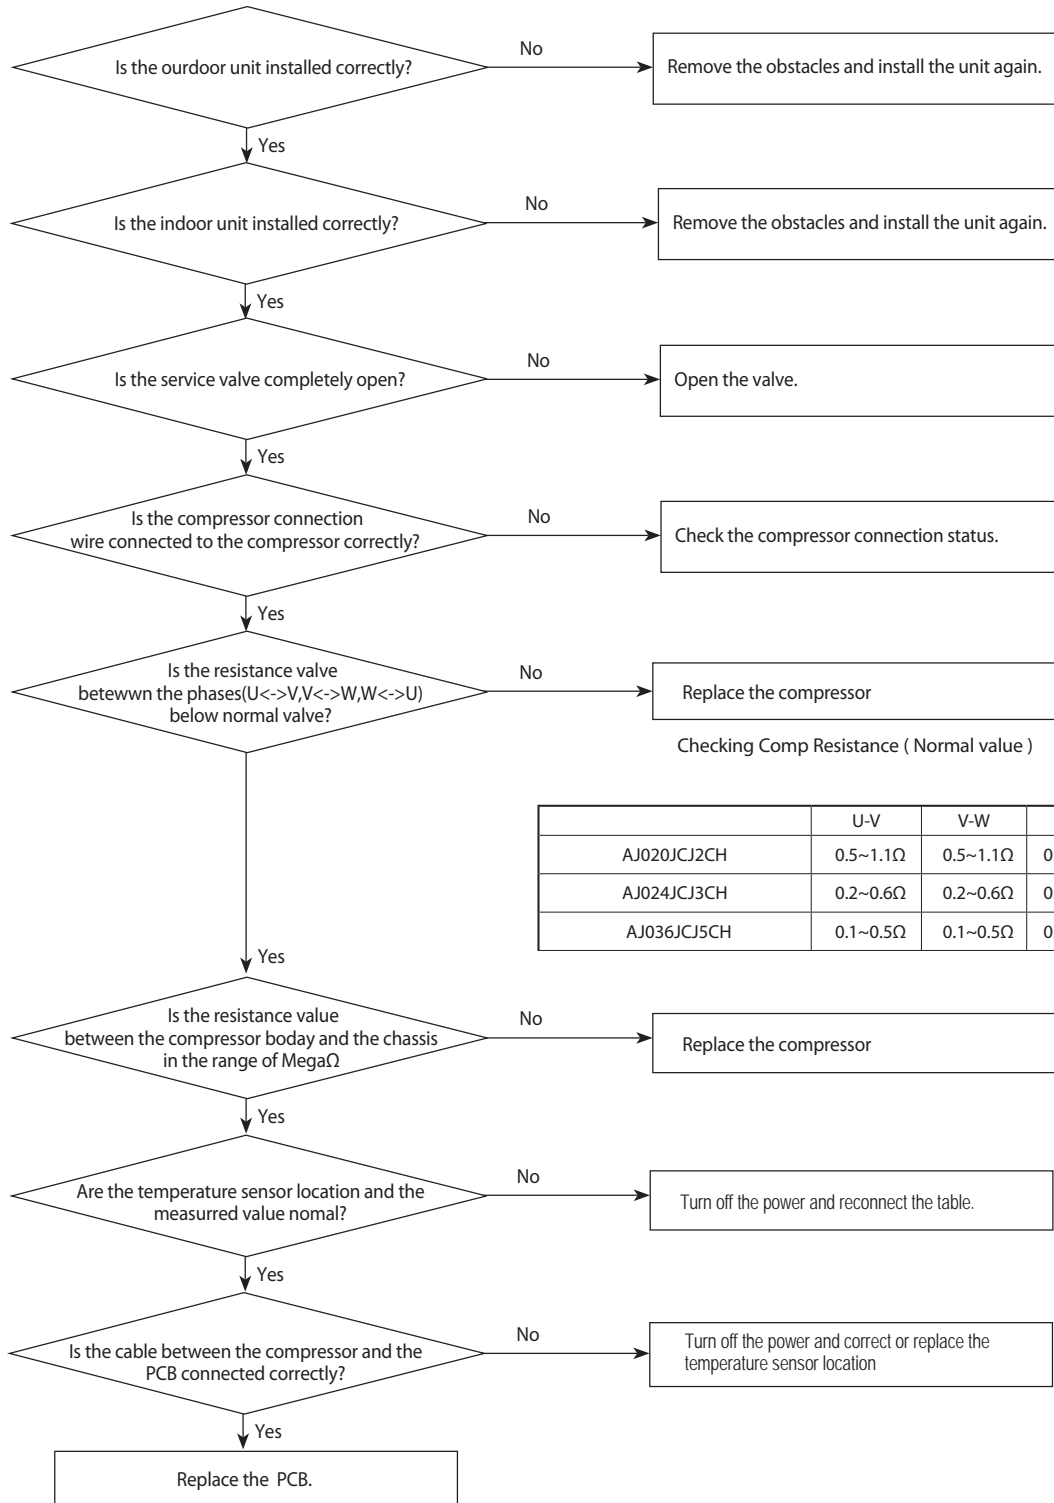 Is the ourdoor unit installed correctly?
No
Remove the obstacles and install the unit again.
Yes
Is the indoor unit installed correctly?
No
Remove the obstacles and install the unit again.
Yes
Is the service valve completely open?
No
Open the valve.
Yes
Is the compressor connection
wire connected to the compressor correctly?
No
Check the compressor connection status.
Yes
Is the resistance valve
betewwn the phases(U<->V,V<->W,W<->U)
below normal valve?
No
Replace the compressor
Checking Comp Resistance ( Normal value )
U-V V-W
AJ020JCJ2CH 0.5~1.1Ω 0.5~1.1Ω 0.
AJ024JCJ3CH 0.2~0.6Ω 0.2~0.6Ω 0.
AJ036JCJ5CH 0.1~0.5Ω 0.1~0.5Ω 0.
Yes
Is the resistance value
between the compressor boday and the chassis
in the range of MegaΩ
No
Replace the compressor
Yes
Are the temperature sensor location and the
measurred value nomal?
No
Turn off the power and reconnect the table.
Yes
Is the cable between the compressor and the
PCB connected correctly?
No
Turn off the power and correct or replace the
temperature sensor location
Yes
Replace the PCB.